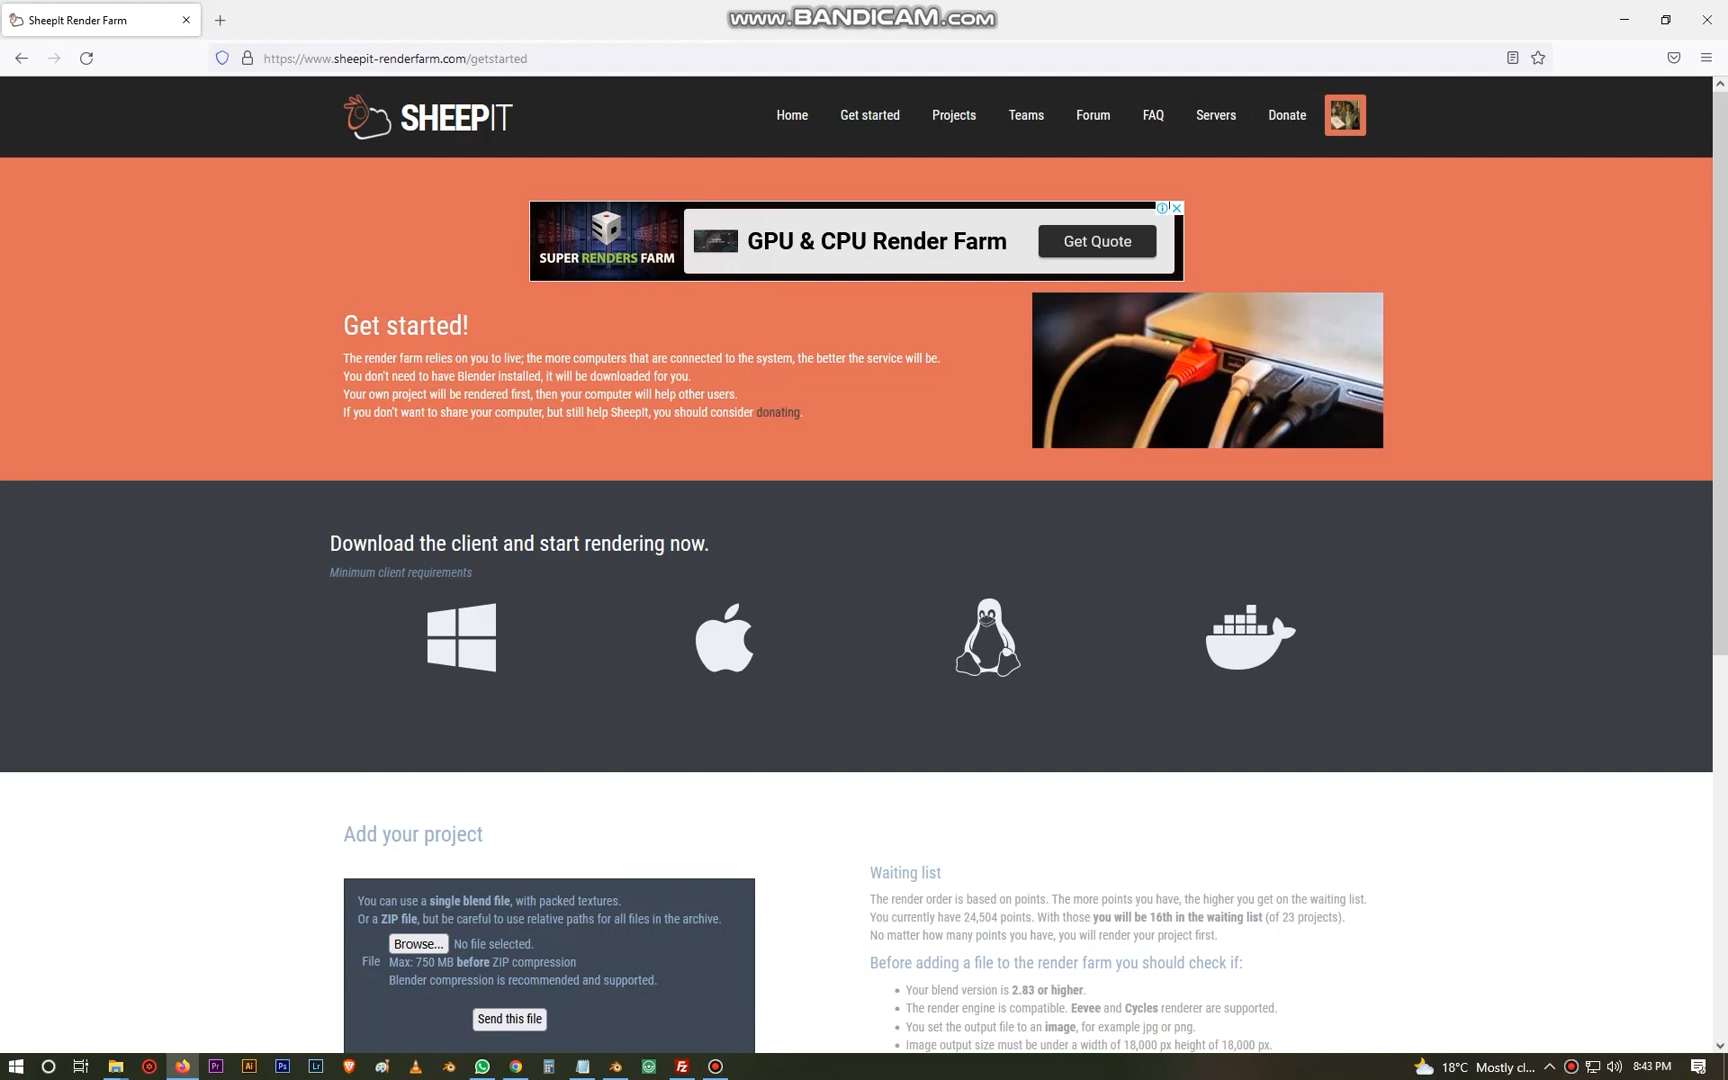 SheepIt Render Farm
www.BANDICAM.com
https://www.sheepit-renderfarm.com/getstarted
SHEEPIT
Home
Get started
Projects
Teams
Forum
FAQ
Servers
Donate
SUPER RENDERS FARM
GPU & CPU Render Farm
Get Quote
Get started!
The render farm relies on you to live; the more computers that are connected to the system, the better the service will be.
You don't need to have Blender installed, it will be downloaded for you.
Your own project will be rendered first, then your computer will help other users.
If you don't want to share your computer, but still help SheepIt, you should consider donating.
Download the client and start rendering now.
Minimum client requirements
Add your project
You can use a single blend file, with packed textures.
Or a ZIP file, but be careful to use relative paths for all files in the archive.
Browse... No file selected.
File
Max: 750 MB before ZIP compression
Blender compression is recommended and supported.
Send this file
Waiting list
The render order is based on points. The more points you have, the higher you get on the waiting list.
You currently have 24,504 points. With those you will be 16th in the waiting list (of 23 projects).
No matter how many points you have, you will render your project first.
Before adding a file to the render farm you should check if:
Your blend version is 2.83 or higher.
The render engine is compatible. Eevee and Cycles renderer are supported.
You set the output file to an image, for example jpg or png.
Image output size must be under a width of 18,000 px height of 18,000 px.
Pr
Ai
Ps
Lr
Fz
18°C Mostly cl...
8:43 PM